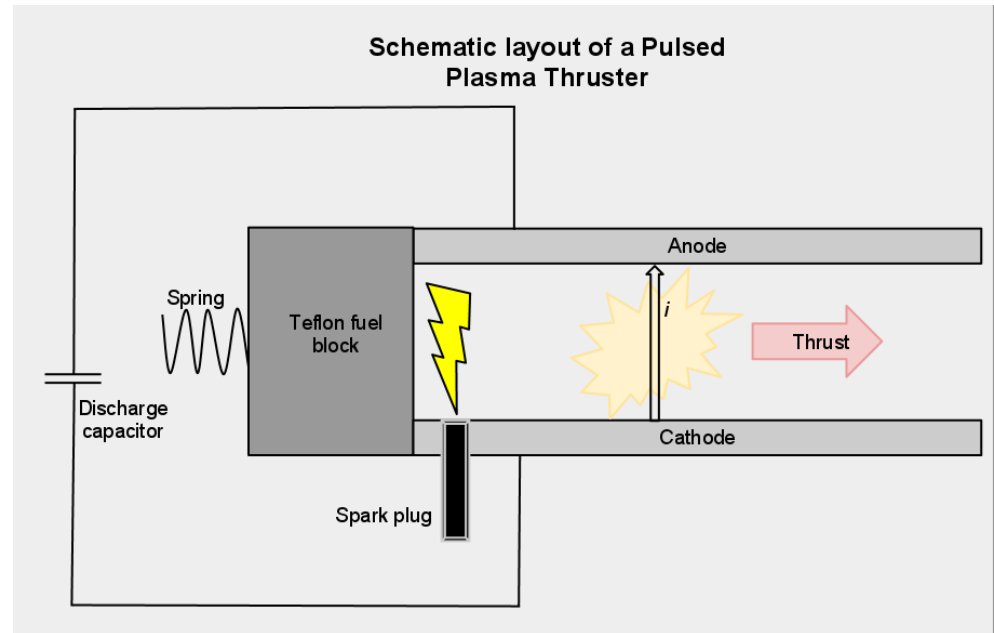 Schematic layout of a Pulsed
Plasma Thruster
Anode
Spring
i
Teflon fuel
block
Thrust
Discharge
capacitor
Cathode
Spark plug